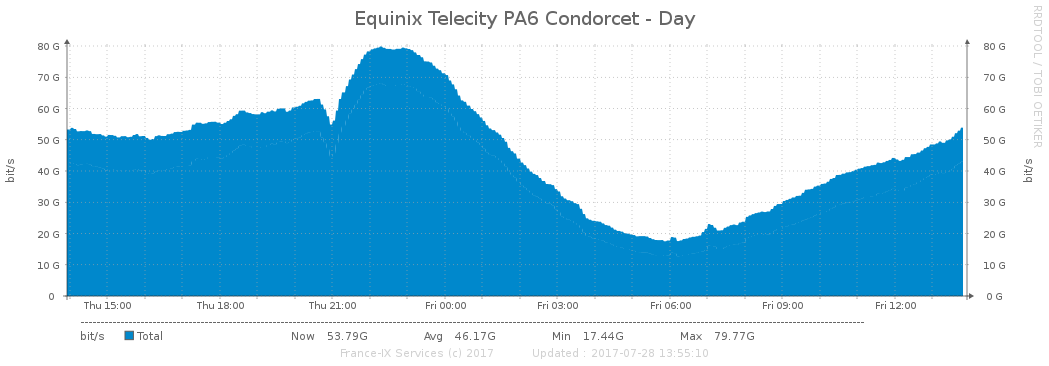 Equinix Telecity PA6 Condorcet - Day
RRDTOOL / TOBI OETIKER
80 G 80 G
70 G 70 G
60 G 60 G
50 G 50 G
40 G 40 G
30 G 30 G
20 G 20 G
10 G 10 G
0 0 G
bit/s bit/s
Thu 15:00 Thu 18:00 Thu 21:00 Fri 00:00 Fri 03:00 Fri 06:00 Fri 09:00 Fri 12:00
bit/s Total Now 53.79G Avg 46.17G Min 17.44G Max 79.77G
France-IX Services (c) 2017 Updated : 2017-07-28 13:55:10